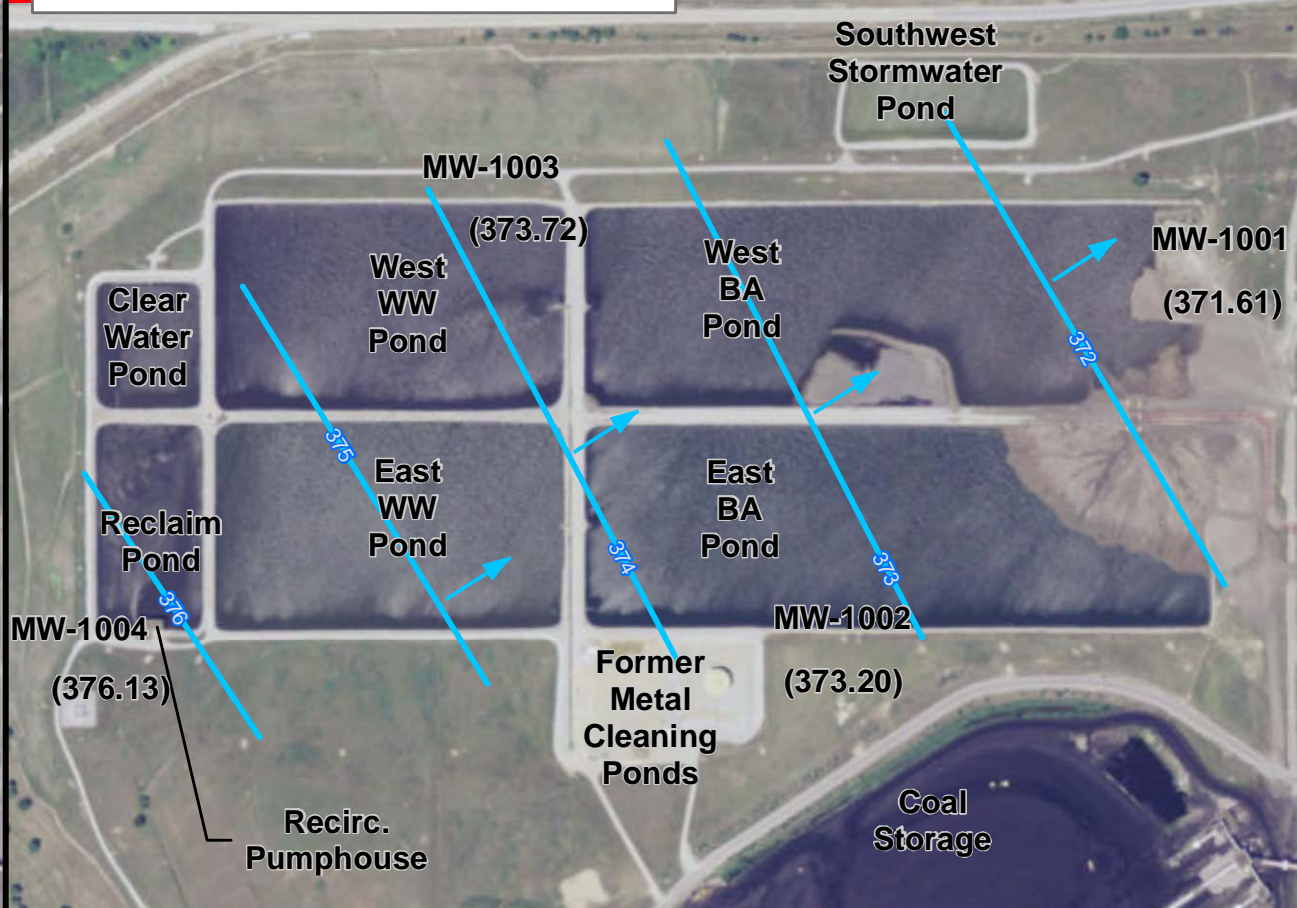 Southwest
Stormwater
Pond
MW-1003
(373.72)
West
WW
Pond
West
BA
Pond
MW-1001
(371.61)
Clear
Water
Pond
372
375
East
WW
Pond
East
BA
Pond
Reclaim
Pond
374
373
376
MW-1004
(376.13)
MW-1002
(373.20)
Former
Metal
Cleaning
Ponds
Recirc.
Pumphouse
Coal
Storage